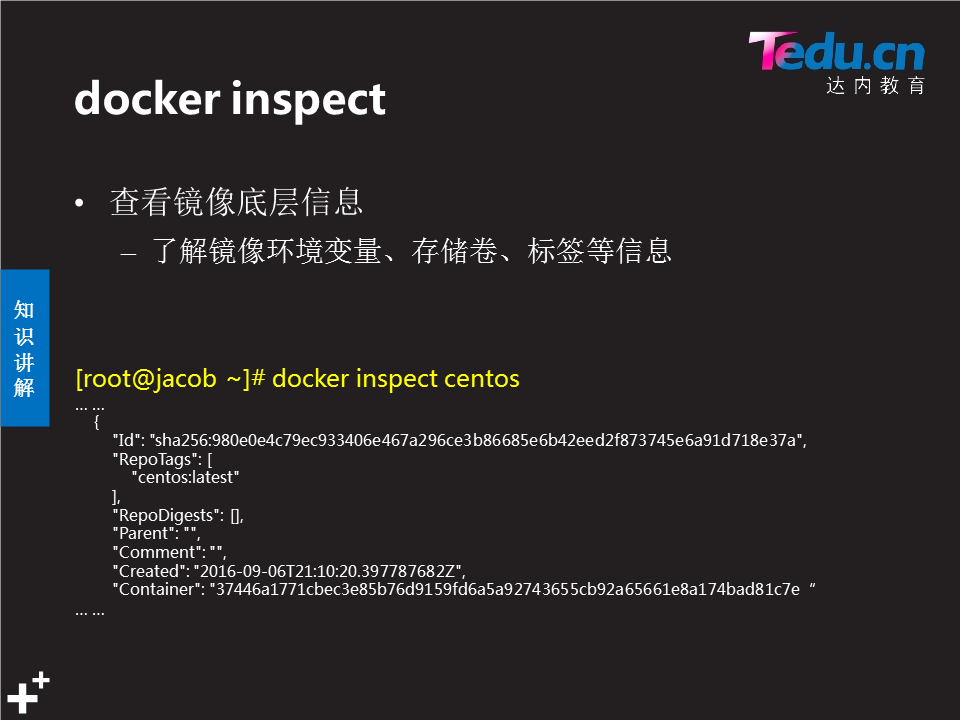 Tedu.cn
达内教育
docker inspect
• 查看镜像底层信息
– 了解镜像环境变量、存储卷、标签等信息
知
识
讲
解
[root@jacob ~]# docker inspect centos
… …
{
"Id": "sha256:980e0e4c79ec933406e467a296ce3b86685e6b42eed2f873745e6a91d718e37a",
"RepoTags": [
"centos:latest"
],
"RepoDigests": [],
"Parent": "",
"Comment": "",
"Created": "2016-09-06T21:10:20.397787682Z",
"Container": "37446a1771cbec3e85b76d9159fd6a5a92743655cb92a65661e8a174bad81c7e “
… …